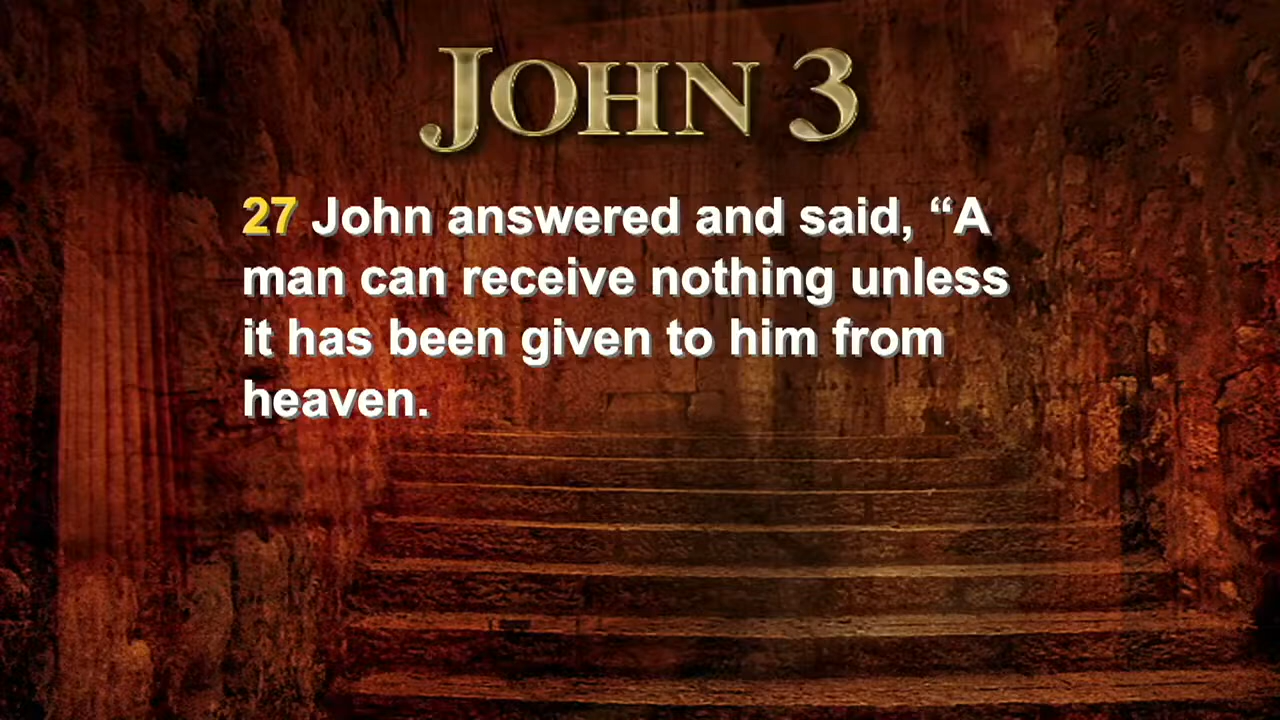 JOHN 3
27 John answered and said, “A
man can receive nothing unless
it has been given to him from
heaven.